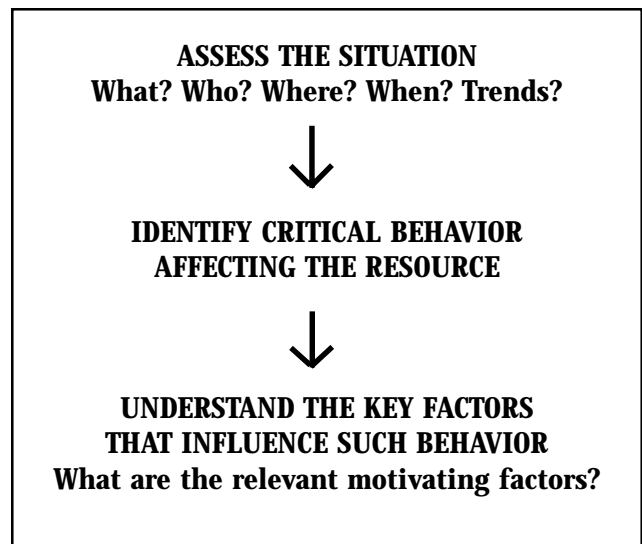 ASSESS THE SITUATION
What? Who? Where? When? Trends?
IDENTIFY CRITICAL BEHAVIOR
AFFECTING THE RESOURCE
UNDERSTAND THE KEY FACTORS
THAT INFLUENCE SUCH BEHAVIOR
What are the relevant motivating factors?